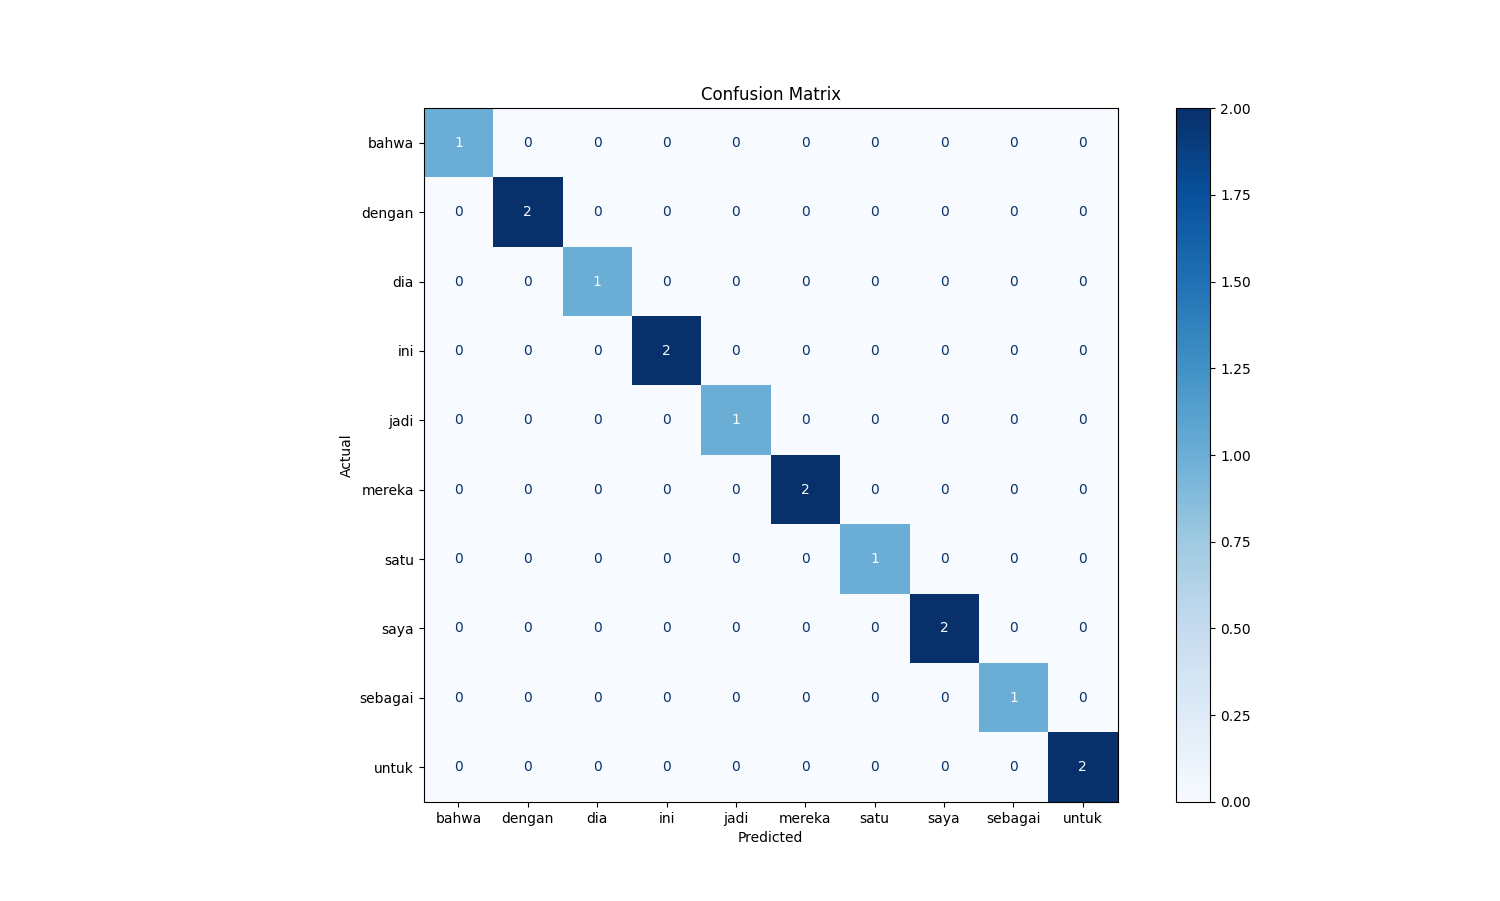 Confusion Matrix
bahwa 1 0 0 0 0 0 0 0 0 0
dengan 0 2 0 0 0 0 0 0 0 0
dia 0 0 1 0 0 0 0 0 0 0
ini 0 0 0 2 0 0 0 0 0 0
jadi 0 0 0 0 1 0 0 0 0 0
mereka 0 0 0 0 0 2 0 0 0 0
satu 0 0 0 0 0 0 1 0 0 0
saya 0 0 0 0 0 0 0 2 0 0
sebagai 0 0 0 0 0 0 0 0 1 0
untuk 0 0 0 0 0 0 0 0 0 2
Actual
bahwa dengan dia ini jadi mereka satu saya sebagai untuk
Predicted
2.00
1.75
1.50
1.25
1.00
0.75
0.50
0.25
0.00